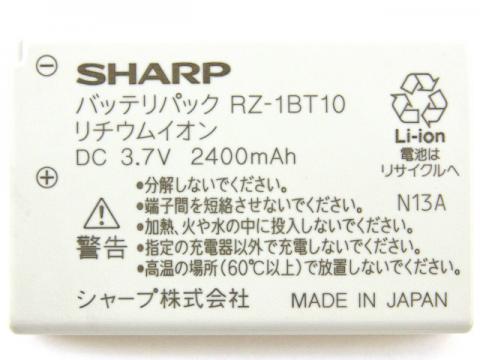 SHARP
バッテリパック RZ-1BT10
リチウムイオン
DC 3.7V 2400mAh
Li-ion
電池は
リサイクルへ
N13A
警告
●分解しないでください。
●端子間を短絡させないでください。
●加熱、火や水の中に投入しないでください。
●指定の充電器以外で充電しないでください。
●高温の場所(60℃以上)で放置しないでください。
シャープ株式会社 MADE IN JAPAN